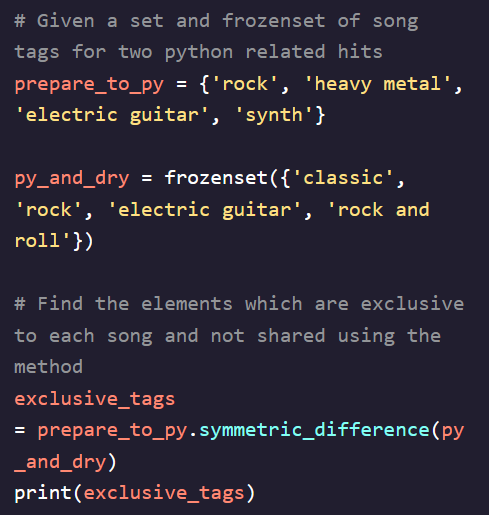 # Given a set and frozenset of song
tags for two python related hits
prepare_to_py = {'rock', 'heavy metal',
'electric guitar', 'synth'}
py_and_dry = frozenset({'classic',
'rock', 'electric guitar', 'rock and
roll'})
# Find the elements which are exclusive
to each song and not shared using the
method
exclusive_tags
= prepare_to_py.symmetric_difference(py
_and_dry)
print(exclusive_tags)